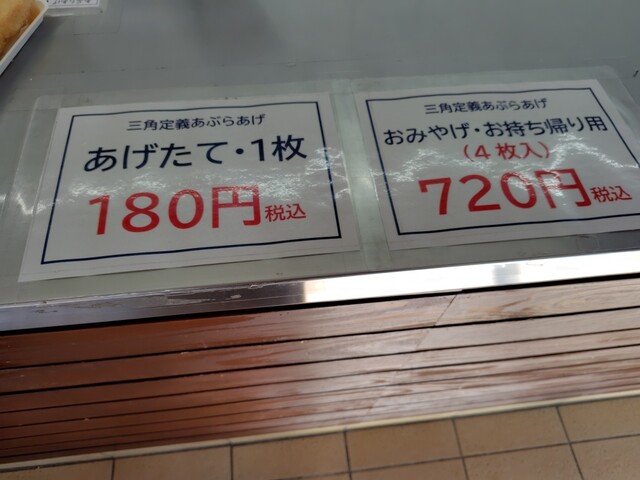 三角定義あぶらあげ
あげたて・1枚
180円税込
三角定義あぶらあげ
おみやげ・お持ち帰り用
(4枚入)
720円税込